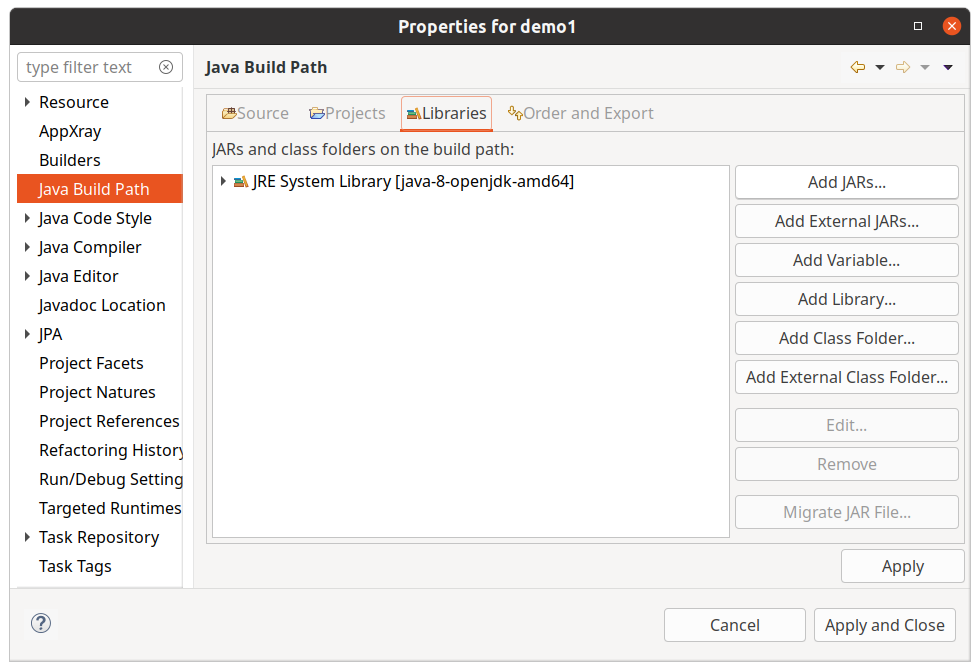 Properties for demo1
type filter text
Resource
AppXray
Builders
Java Build Path
Java Code Style
Java Compiler
Java Editor
Javadoc Location
JPA
Project Facets
Project Natures
Project References
Refactoring History
Run/Debug Setting
Targeted Runtimes
Task Repository
Task Tags
Java Build Path
Source Projects Libraries Order and Export
JARs and class folders on the build path:
JRE System Library [java-8-openjdk-amd64]
Add JARs...
Add External JARs...
Add Variable...
Add Library...
Add Class Folder...
Add External Class Folder...
Edit...
Remove
Migrate JAR File...
Apply
?
Cancel Apply and Close